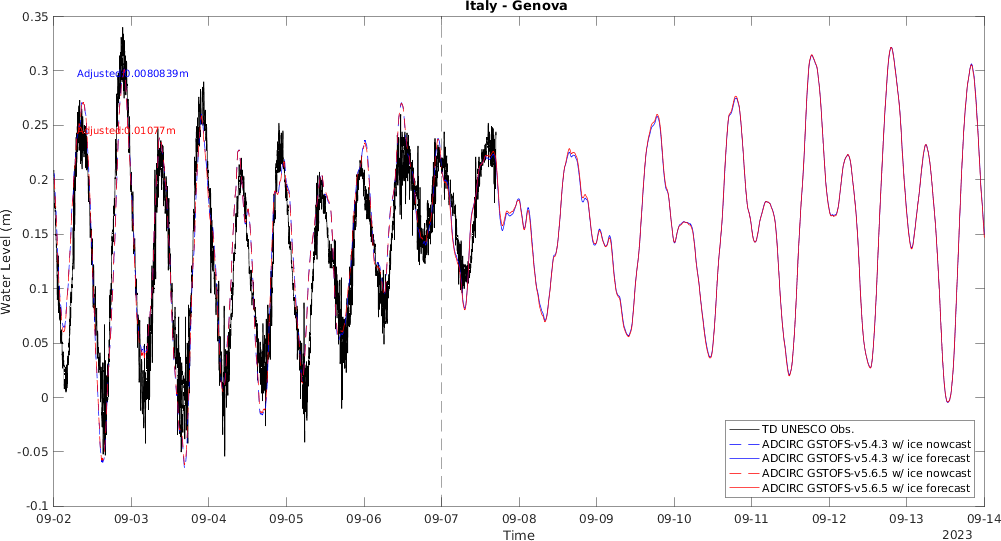 Italy - Genova
0.35
0.3
0.25
0.2
0.15
0.1
0.05
0
-0.05
-0.1
Water Level (m)
Adjusted:0.0080839m
Adjusted:0.01077m
TD UNESCO Obs.
ADCIRC GSTOFS-v5.4.3 w/ ice nowcast
ADCIRC GSTOFS-v5.4.3 w/ ice forecast
ADCIRC GSTOFS-v5.6.5 w/ ice nowcast
ADCIRC GSTOFS-v5.6.5 w/ ice forecast
09-02 09-03 09-04 09-05 09-06 09-07 09-08 09-09 09-10 09-11 09-12 09-13 09-14
Time
2023